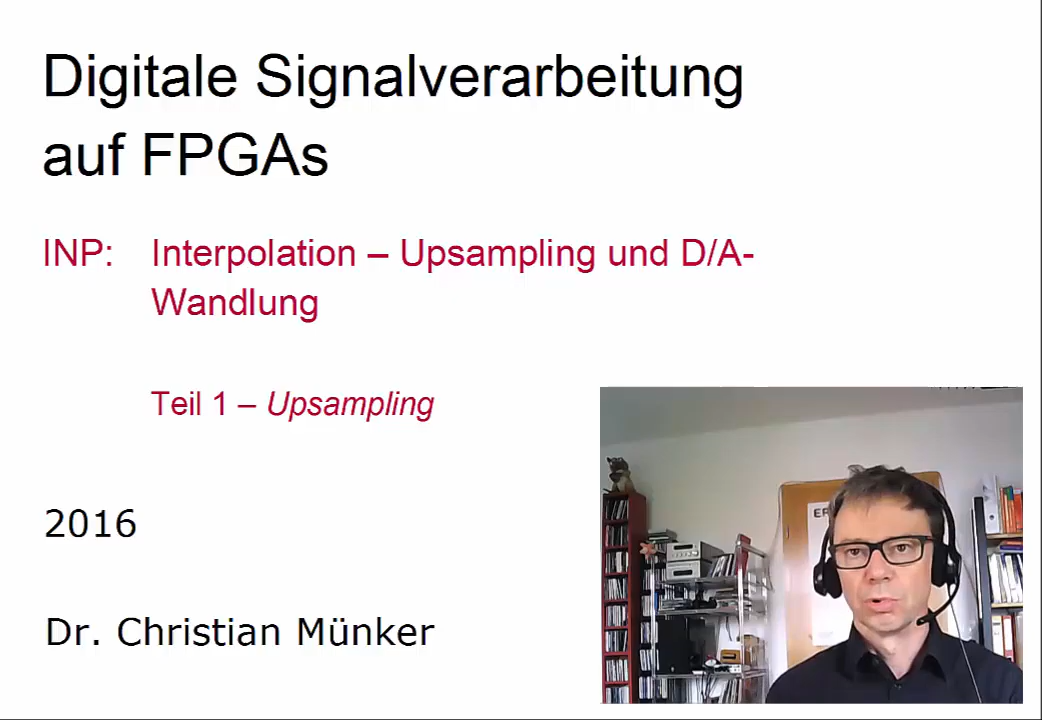 Digitale Signalverarbeitung
auf FPGAs
INP: Interpolation – Upsampling und D/A-
Wandlung
Teil 1 – Upsampling
2016
Dr. Christian Münker